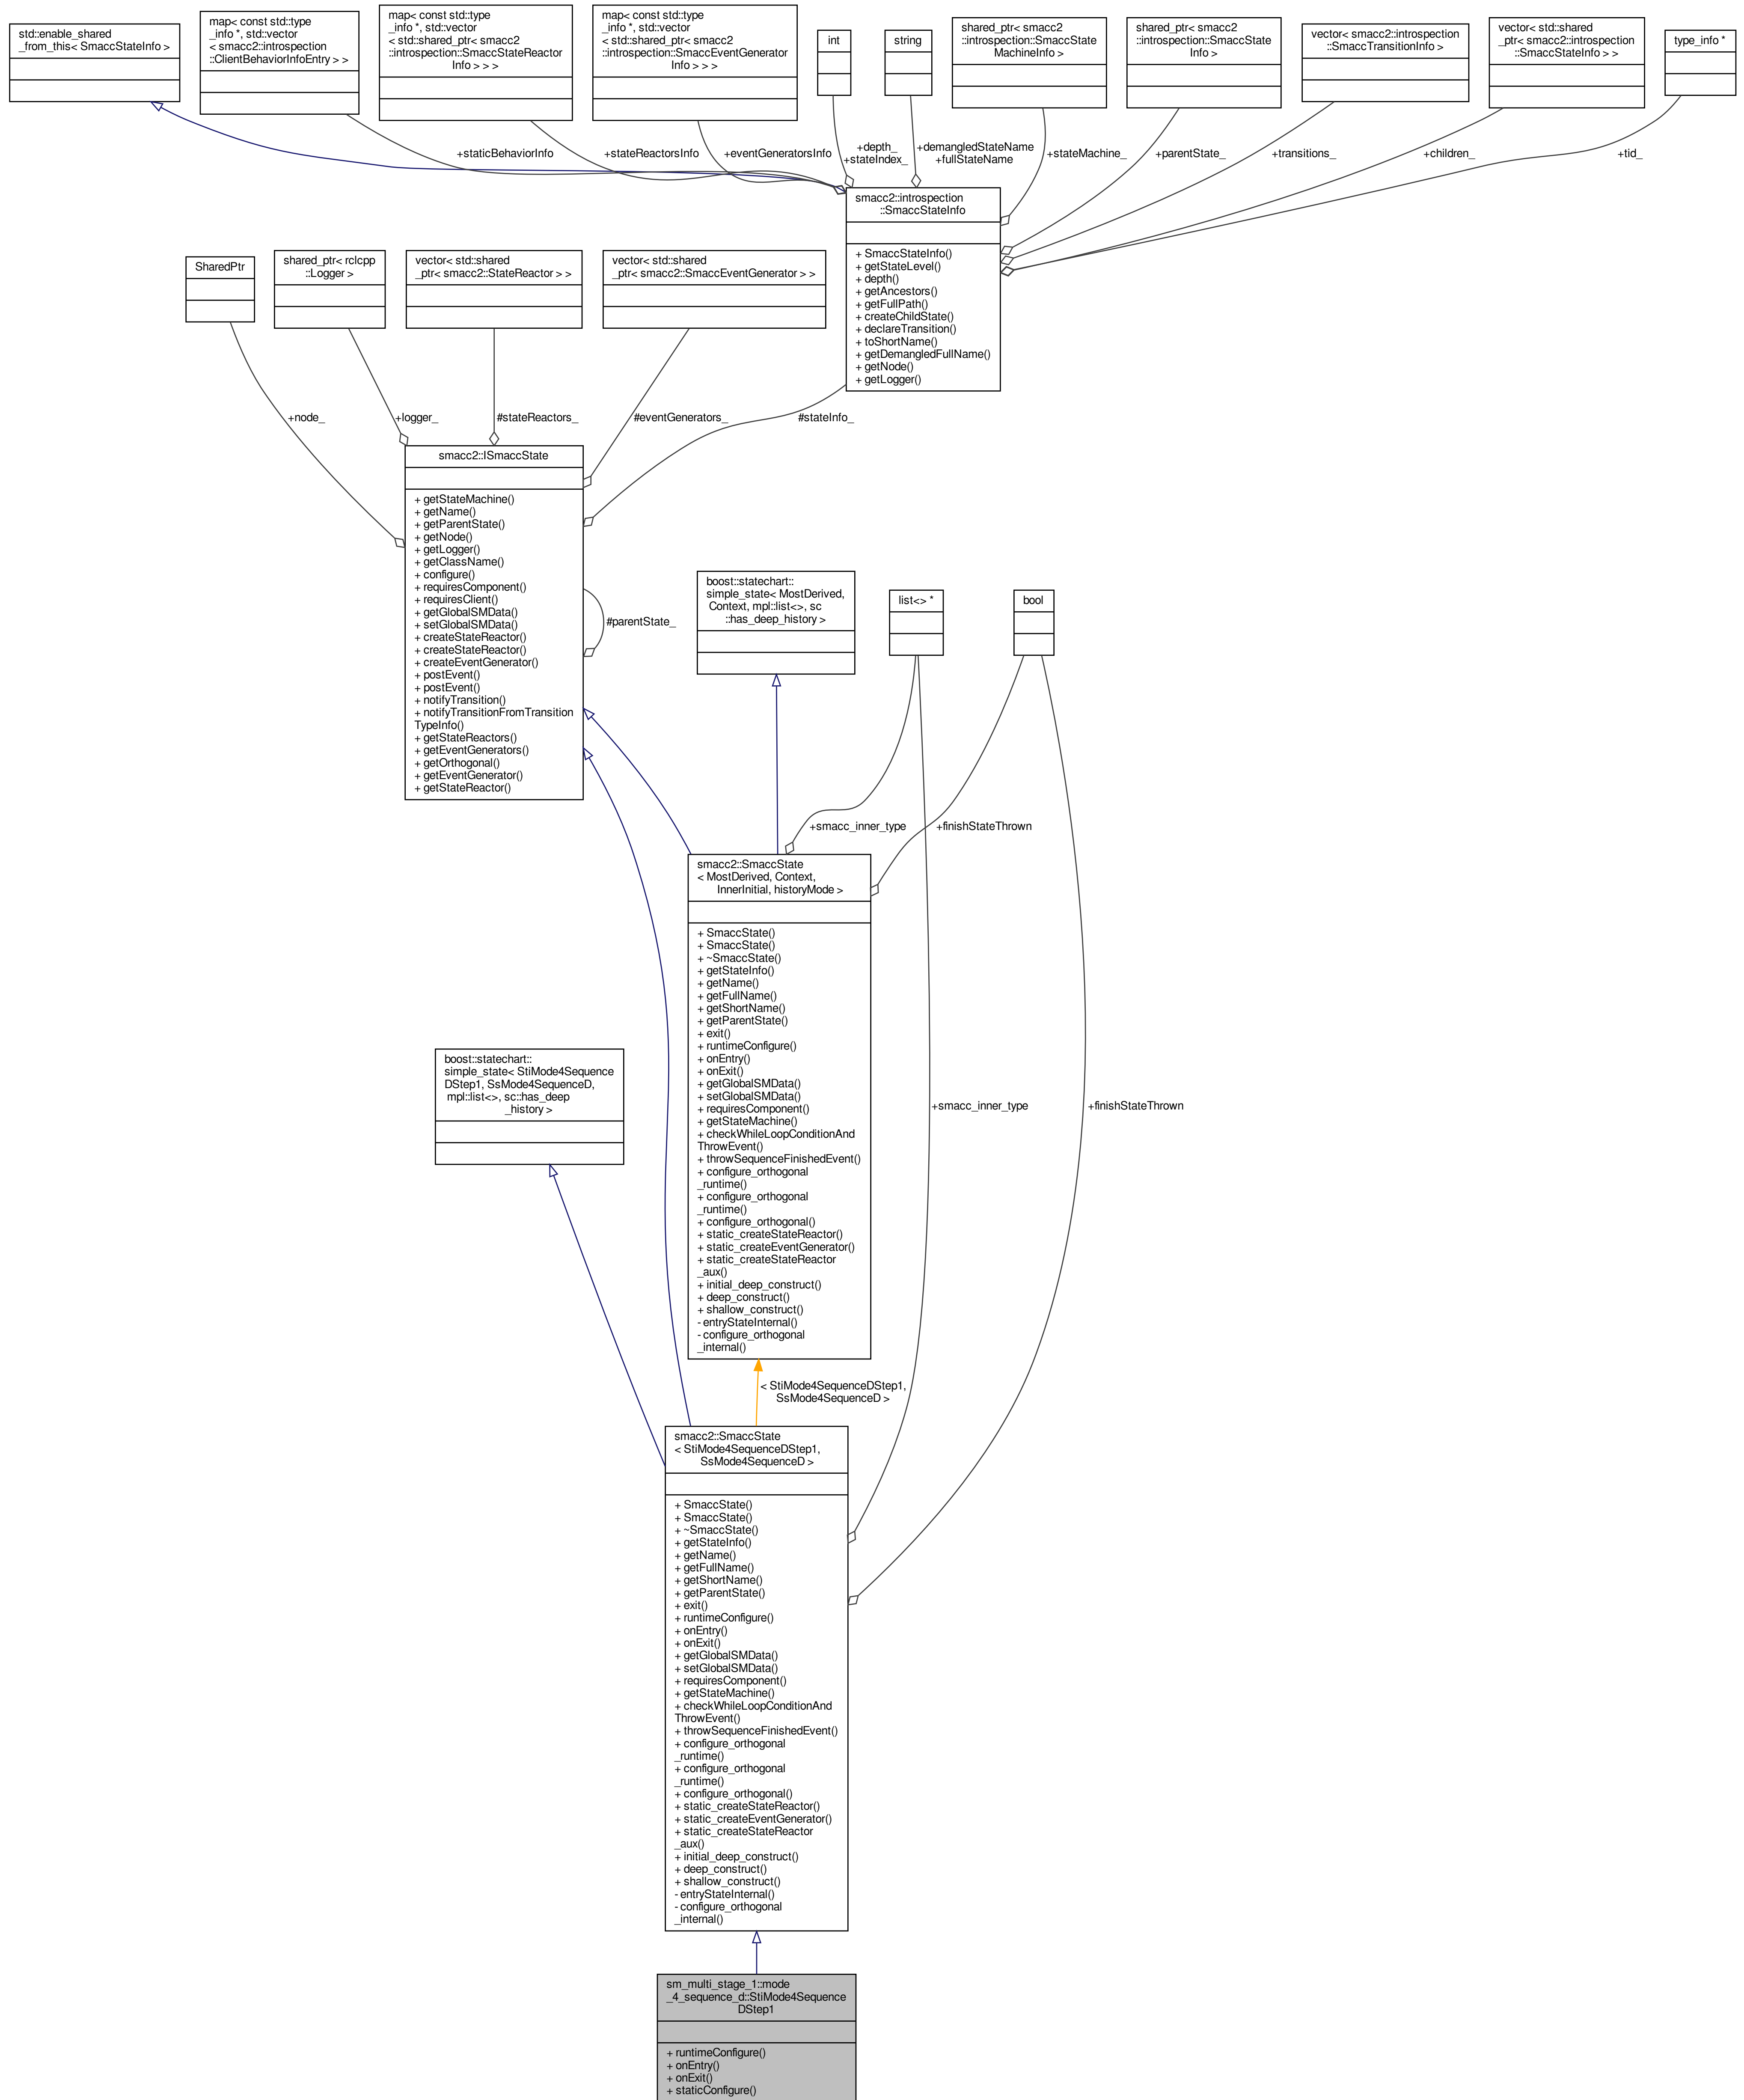 std::enable_shared
_from_this< SmaccStateInfo >
map< const std::type
_info *, std::vector
< smacc2::introspection
::ClientBehaviorInfoEntry > >
map< const std::type
_info *, std::vector
< std::shared_ptr< smacc2
::introspection::SmaccStateReactor
Info > > >
map< const std::type
_info *, std::vector
< std::shared_ptr< smacc2
::introspection::SmaccEventGenerator
Info > > >
int
string
shared_ptr< smacc2
::introspection::SmaccState
MachineInfo >
shared_ptr< smacc2
::introspection::SmaccState
Info >
vector< smacc2::introspection
::SmaccTransitionInfo >
vector< std::shared
_ptr< smacc2::introspection
::SmaccStateInfo > >
type_info *
+staticBehaviorInfo
+stateReactorsInfo
+eventGeneratorsInfo
+depth_
+stateIndex_
+demangledStateName
+fullStateName
+stateMachine_
+parentState_
+transitions_
+children_
+tid_
smacc2::introspection
::SmaccStateInfo
+ SmaccStateInfo()
+ getStateLevel()
+ depth()
+ getAncestors()
+ getFullPath()
+ createChildState()
+ declareTransition()
+ toShortName()
+ getDemangledFullName()
+ getNode()
+ getLogger()
SharedPtr
shared_ptr< rclcpp
::Logger >
vector< std::shared
_ptr< smacc2::StateReactor > >
vector< std::shared
_ptr< smacc2::SmaccEventGenerator > >
+node_
+logger_
#stateReactors_
#eventGenerators_
#stateInfo_
smacc2::ISmaccState
+ getStateMachine()
+ getName()
+ getParentState()
+ getNode()
+ getLogger()
+ getClassName()
+ configure()
+ requiresComponent()
+ requiresClient()
+ getGlobalSMData()
+ setGlobalSMData()
+ createStateReactor()
+ createStateReactor()
+ createEventGenerator()
+ postEvent()
+ postEvent()
+ notifyTransition()
+ notifyTransitionFromTransition
TypeInfo()
+ getStateReactors()
+ getEventGenerators()
+ getOrthogonal()
+ getEventGenerator()
+ getStateReactor()
#parentState_
boost::statechart::
simple_state< MostDerived,
Context, mpl::list<>, sc
::has_deep_history >
list<> *
bool
+smacc_inner_type
+finishStateThrown
smacc2::SmaccState
< MostDerived, Context,
InnerInitial, historyMode >
+ SmaccState()
+ SmaccState()
+ ~SmaccState()
+ getStateInfo()
+ getName()
+ getFullName()
+ getShortName()
+ getParentState()
+ exit()
+ runtimeConfigure()
+ onEntry()
+ onExit()
+ getGlobalSMData()
+ setGlobalSMData()
+ requiresComponent()
+ getStateMachine()
+ checkWhileLoopConditionAnd
ThrowEvent()
+ throwSequenceFinishedEvent()
+ configure_orthogonal
_runtime()
+ configure_orthogonal
_runtime()
+ configure_orthogonal()
+ static_createStateReactor()
+ static_createEventGenerator()
+ static_createStateReactor
_aux()
+ initial_deep_construct()
+ deep_construct()
+ shallow_construct()
- entryStateInternal()
- configure_orthogonal
_internal()
boost::statechart::
simple_state< StiMode4Sequence
DStep1, SsMode4SequenceD,
mpl::list<>, sc::has_deep
_history >
+smacc_inner_type
+finishStateThrown
< StiMode4SequenceDStep1,
SsMode4SequenceD >
smacc2::SmaccState
< StiMode4SequenceDStep1,
SsMode4SequenceD >
+ SmaccState()
+ SmaccState()
+ ~SmaccState()
+ getStateInfo()
+ getName()
+ getFullName()
+ getShortName()
+ getParentState()
+ exit()
+ runtimeConfigure()
+ onEntry()
+ onExit()
+ getGlobalSMData()
+ setGlobalSMData()
+ requiresComponent()
+ getStateMachine()
+ checkWhileLoopConditionAnd
ThrowEvent()
+ throwSequenceFinishedEvent()
+ configure_orthogonal
_runtime()
+ configure_orthogonal
_runtime()
+ configure_orthogonal()
+ static_createStateReactor()
+ static_createEventGenerator()
+ static_createStateReactor
_aux()
+ initial_deep_construct()
+ deep_construct()
+ shallow_construct()
- entryStateInternal()
- configure_orthogonal
_internal()
sm_multi_stage_1::mode
_4_sequence_d::StiMode4Sequence
DStep1
+ runtimeConfigure()
+ onEntry()
+ onExit()
+ staticConfigure()